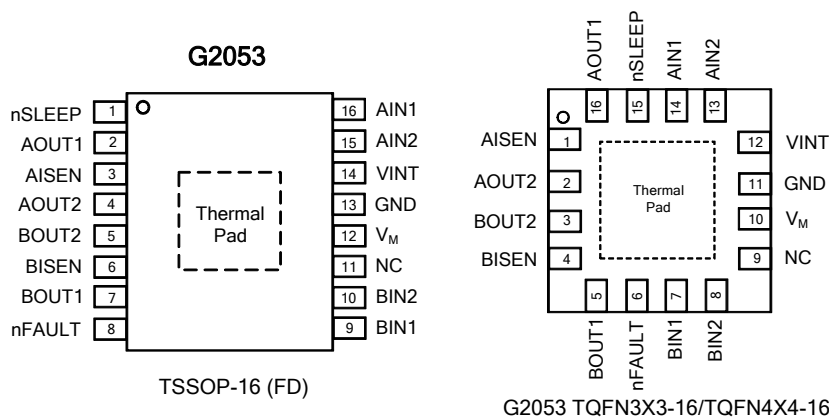 G2053
nSLEEP 1
AOUT1 2
AISEN 3
AOUT2 4
BOUT2 5
BISEN 6
BOUT1 7
nFAULT 8
Thermal
Pad
16 AIN1
15 AIN2
14 VINT
13 GND
12 VM
11 NC
10 BIN2
9 BIN1
TSSOP-16 (FD)
AOUT1
nSLEEP
AIN1
AIN2
16 15 14 13
AISEN 1
AOUT2 2
BOUT2 3
BISEN 4
Thermal
Pad
12 VINT
11 GND
10 VM
9 NC
5 6 7 8
BOUT1
nFAULT
BIN1
BIN2
G2053 TQFN3X3-16/TQFN4X4-16